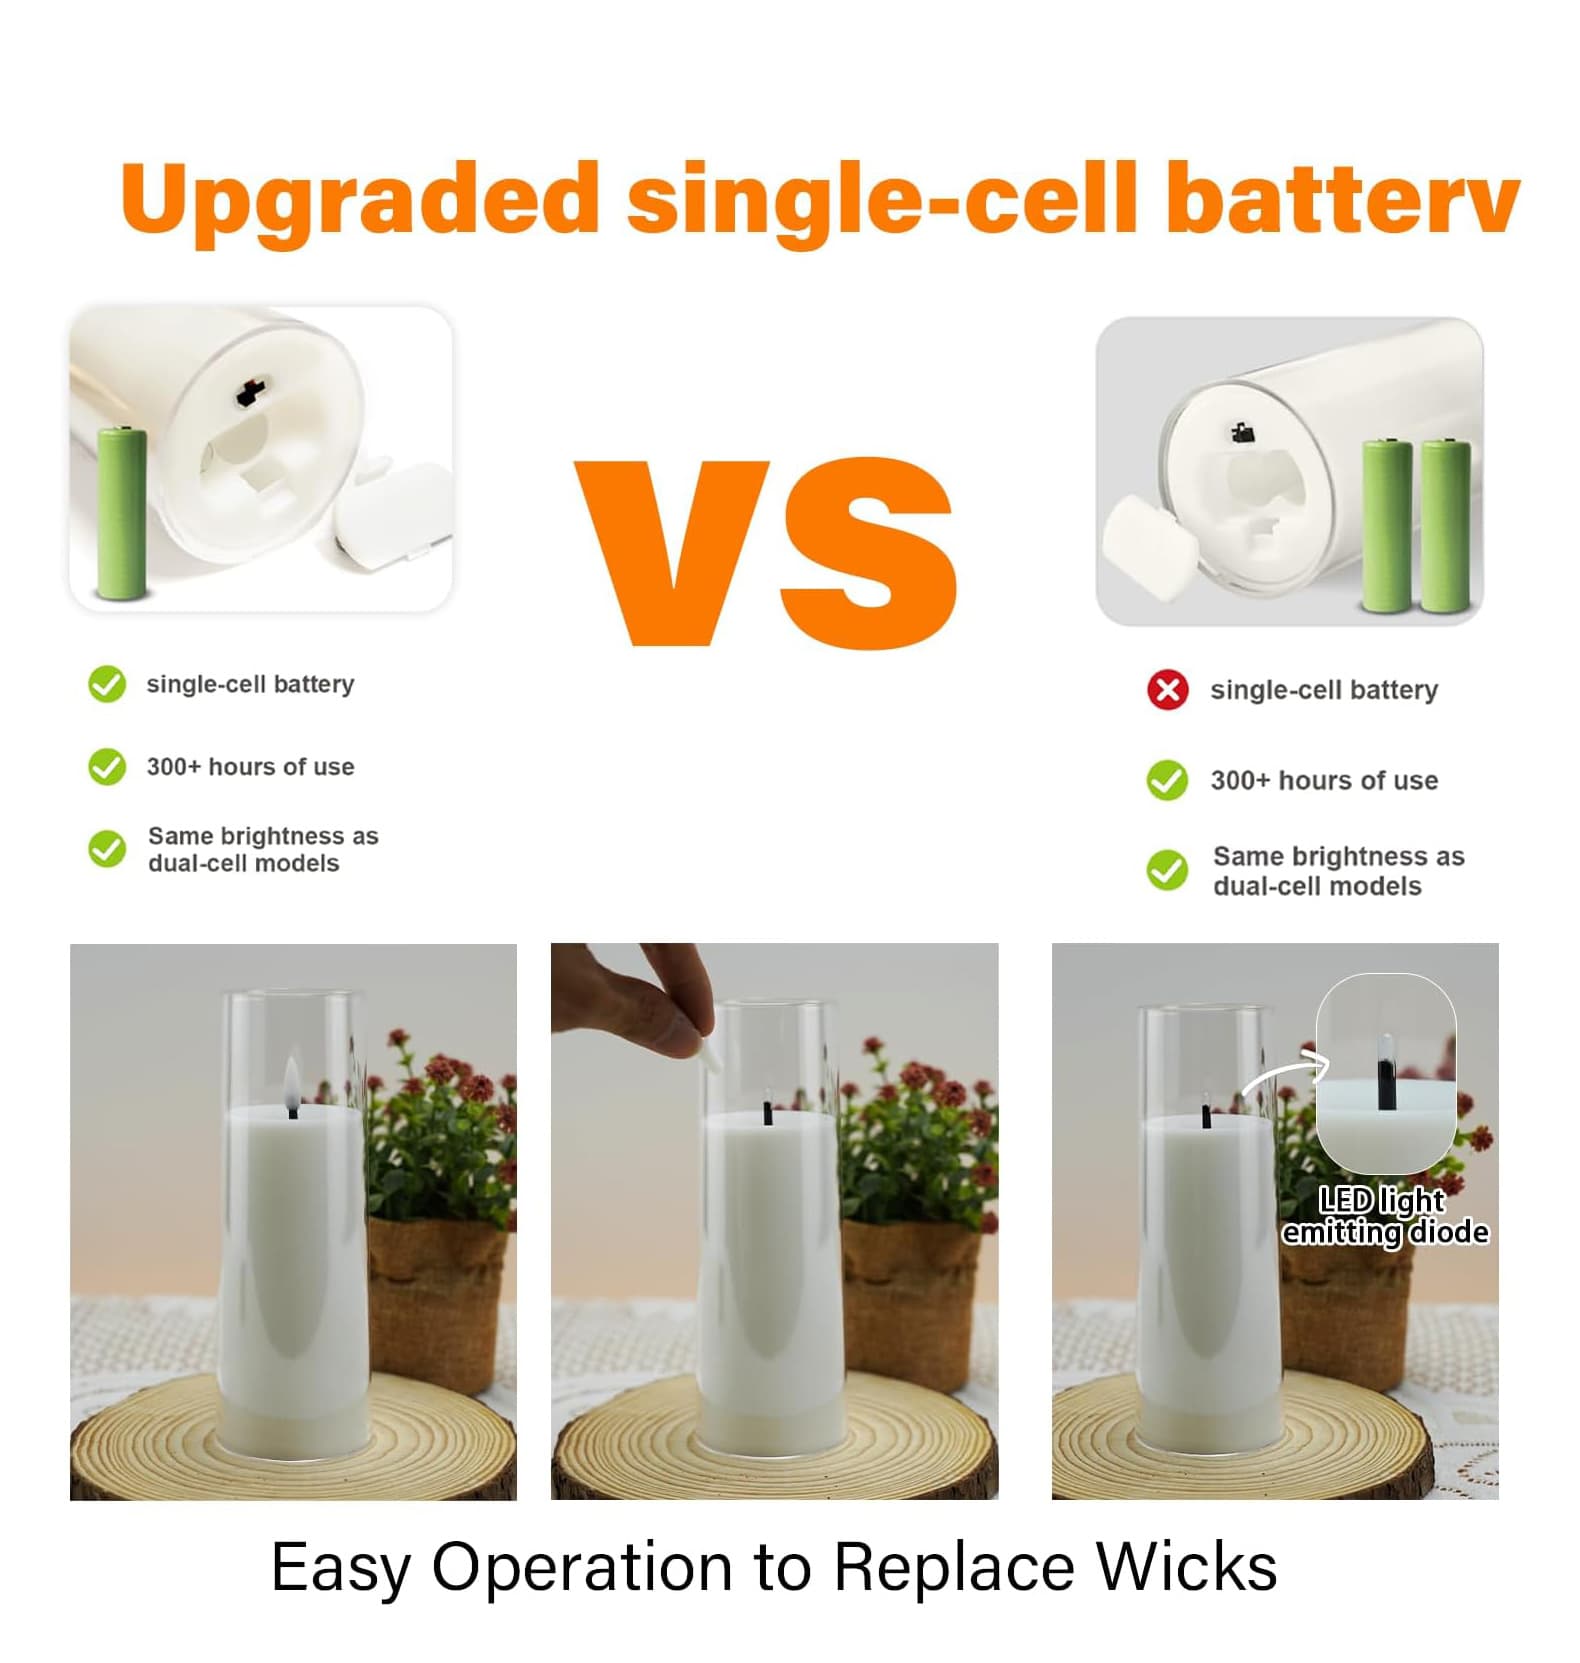 Upgraded single-cell battery
VS
single-cell battery
300+ hours of use
Same brightness as
dual-cell models
single-cell battery
300+ hours of use
Same brightness as
dual-cell models
LED light
emitting diode
Easy Operation to Replace Wicks